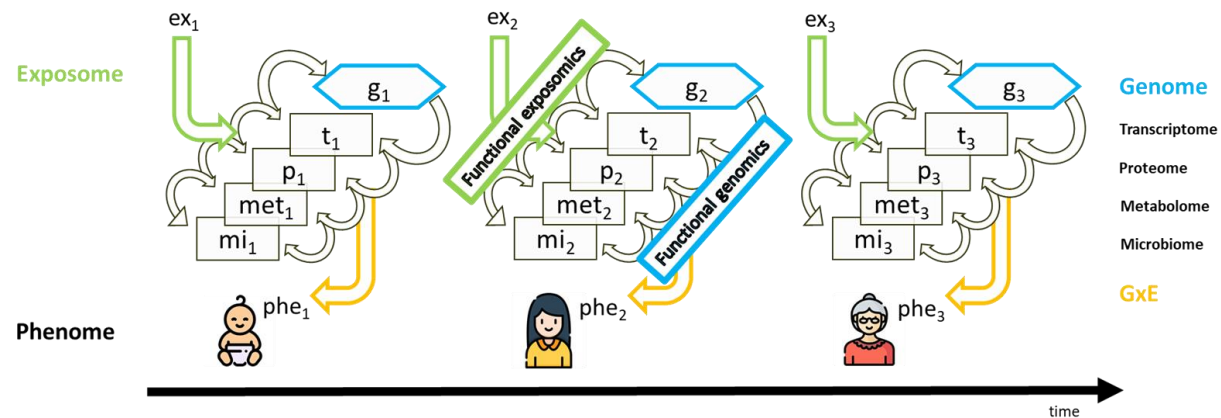 Exposome
ex₁
g₁
t₁
p₁
met₁
mi₁
phe₁
ex₂
Functional exposomics
g₂
t₂
p₂
met₂
mi₂
Functional genomics
phe₂
ex₃
g₃
t₃
p₃
met₃
mi₃
phe₃
Genome
Transcriptome
Proteome
Metabolome
Microbiome
GxE
Phenome
time